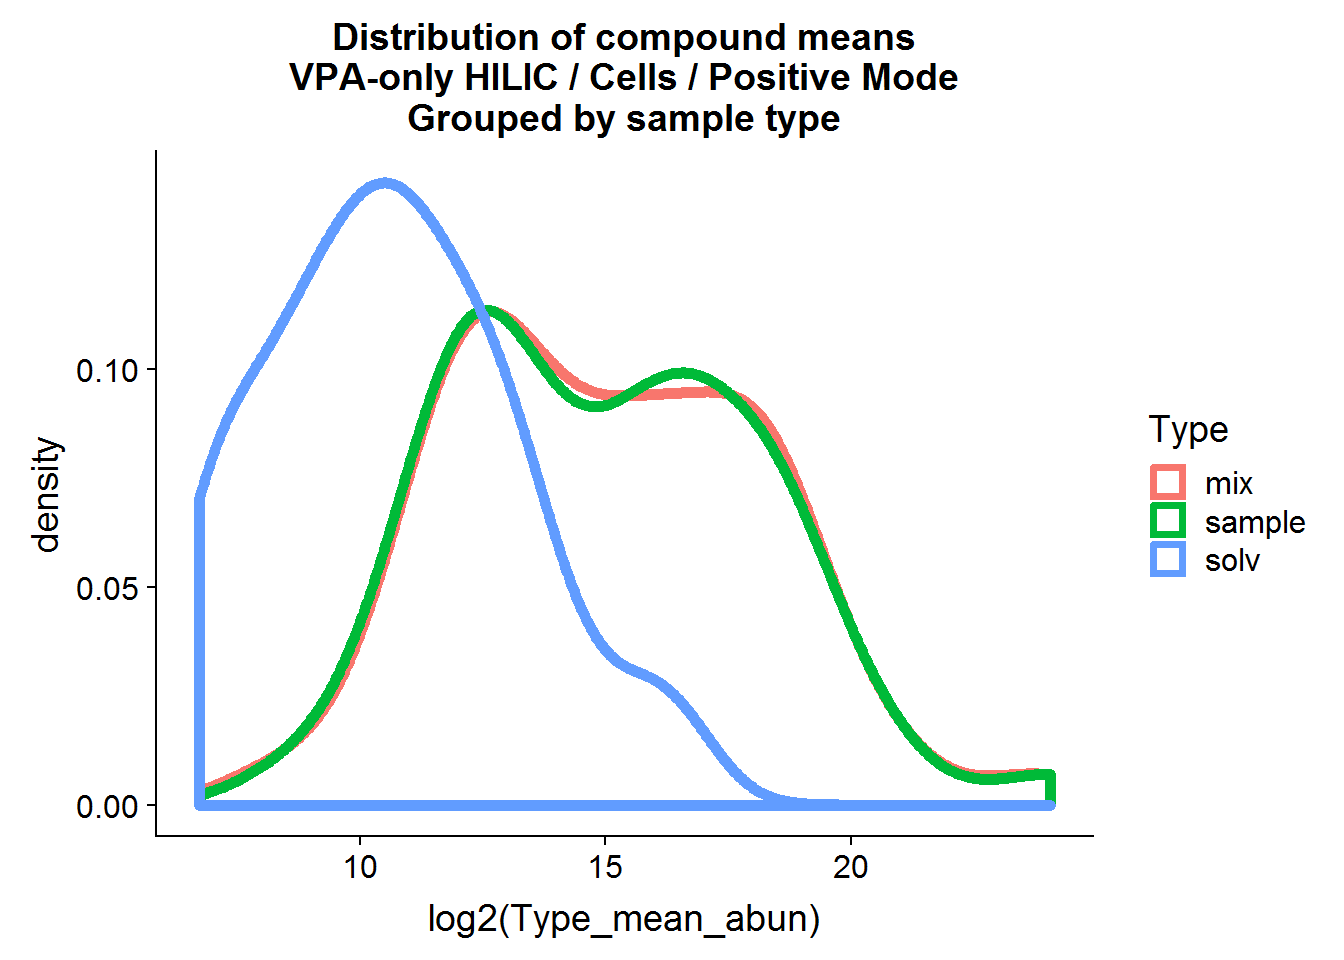 Distribution of compound means
VPA-only HILIC / Cells / Positive Mode
Grouped by sample type
density
0.10
0.05
0.00
10
15
20
log2(Type_mean_abun)
Type
mix
sample
solv